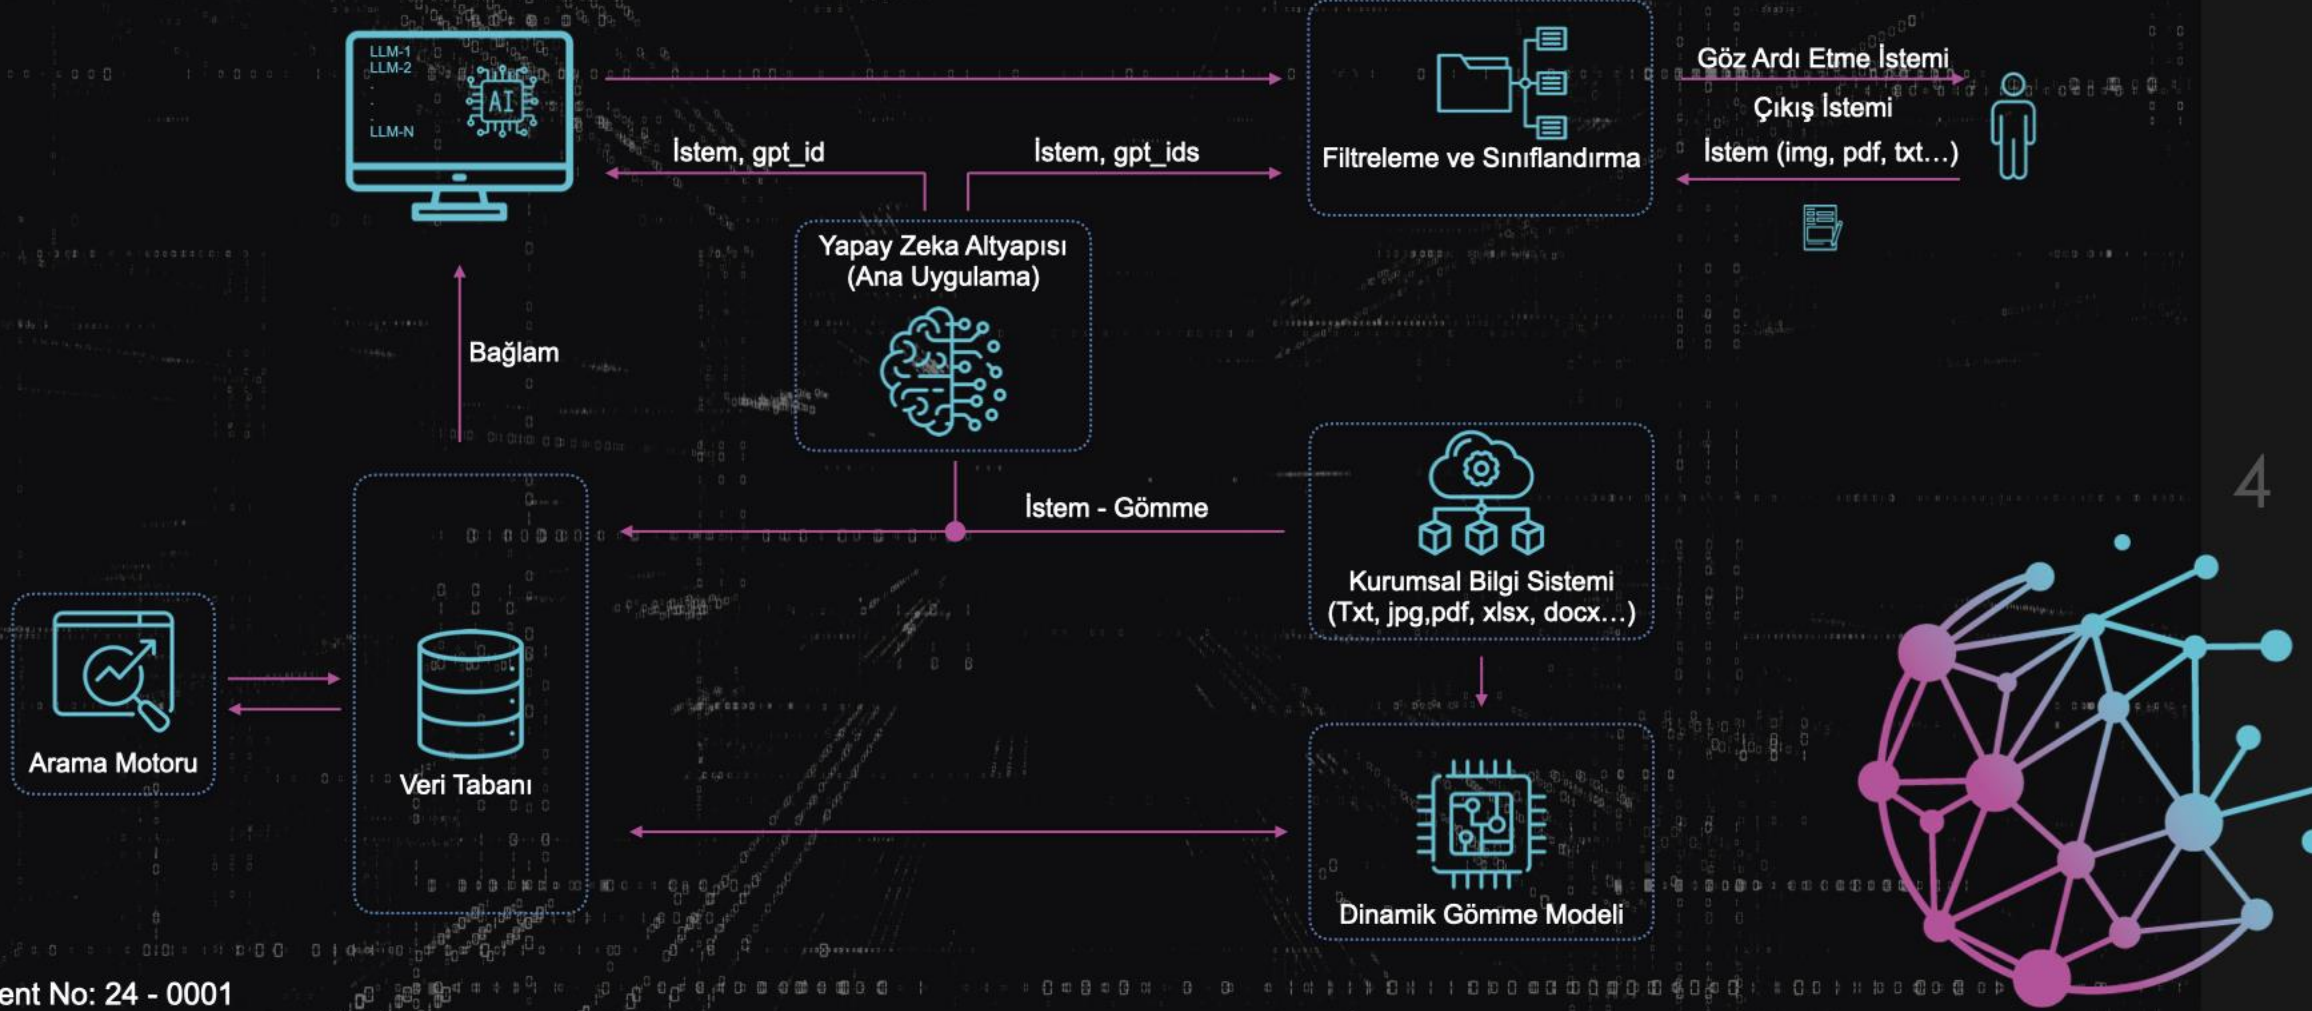 LLM-1
LLM-2
.
.
.
LLM-N
AI
İstem, gpt_id
İstem, gpt_ids
Filtreleme ve Sınıflandırma
Göz Ardı Etme İstemi
Çıkış İstemi
İstem (img, pdf, txt...)
Yapay Zeka Altyapısı
(Ana Uygulama)
Bağlam
İstem - Gömme
Kurumsal Bilgi Sistemi
(Txt, jpg,pdf, xlsx, docx...)
4
Arama Motoru
Veri Tabanı
Dinamik Gömme Modeli
ent No: 24 - 0001